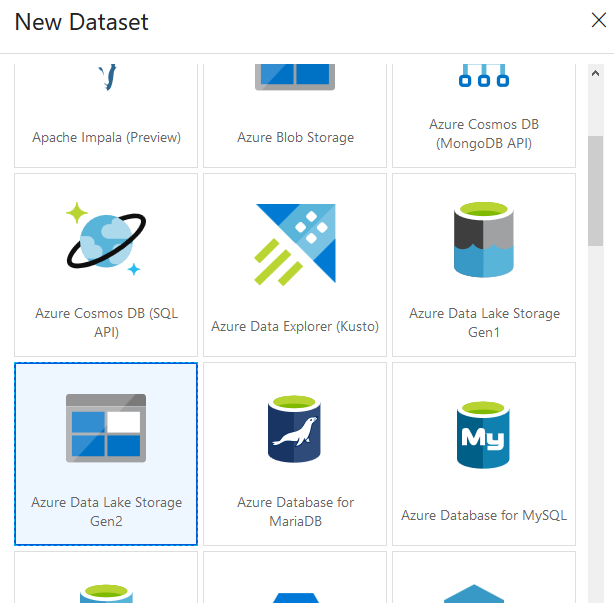 New Dataset
Apache Impala (Preview)
Azure Blob Storage
Azure Cosmos DB
(MongoDB API)
Azure Cosmos DB (SQL
API)
Azure Data Explorer (Kusto)
Azure Data Lake Storage
Gen1
Azure Data Lake Storage
Gen2
Azure Database for
MariaDB
My
Azure Database for MySQL